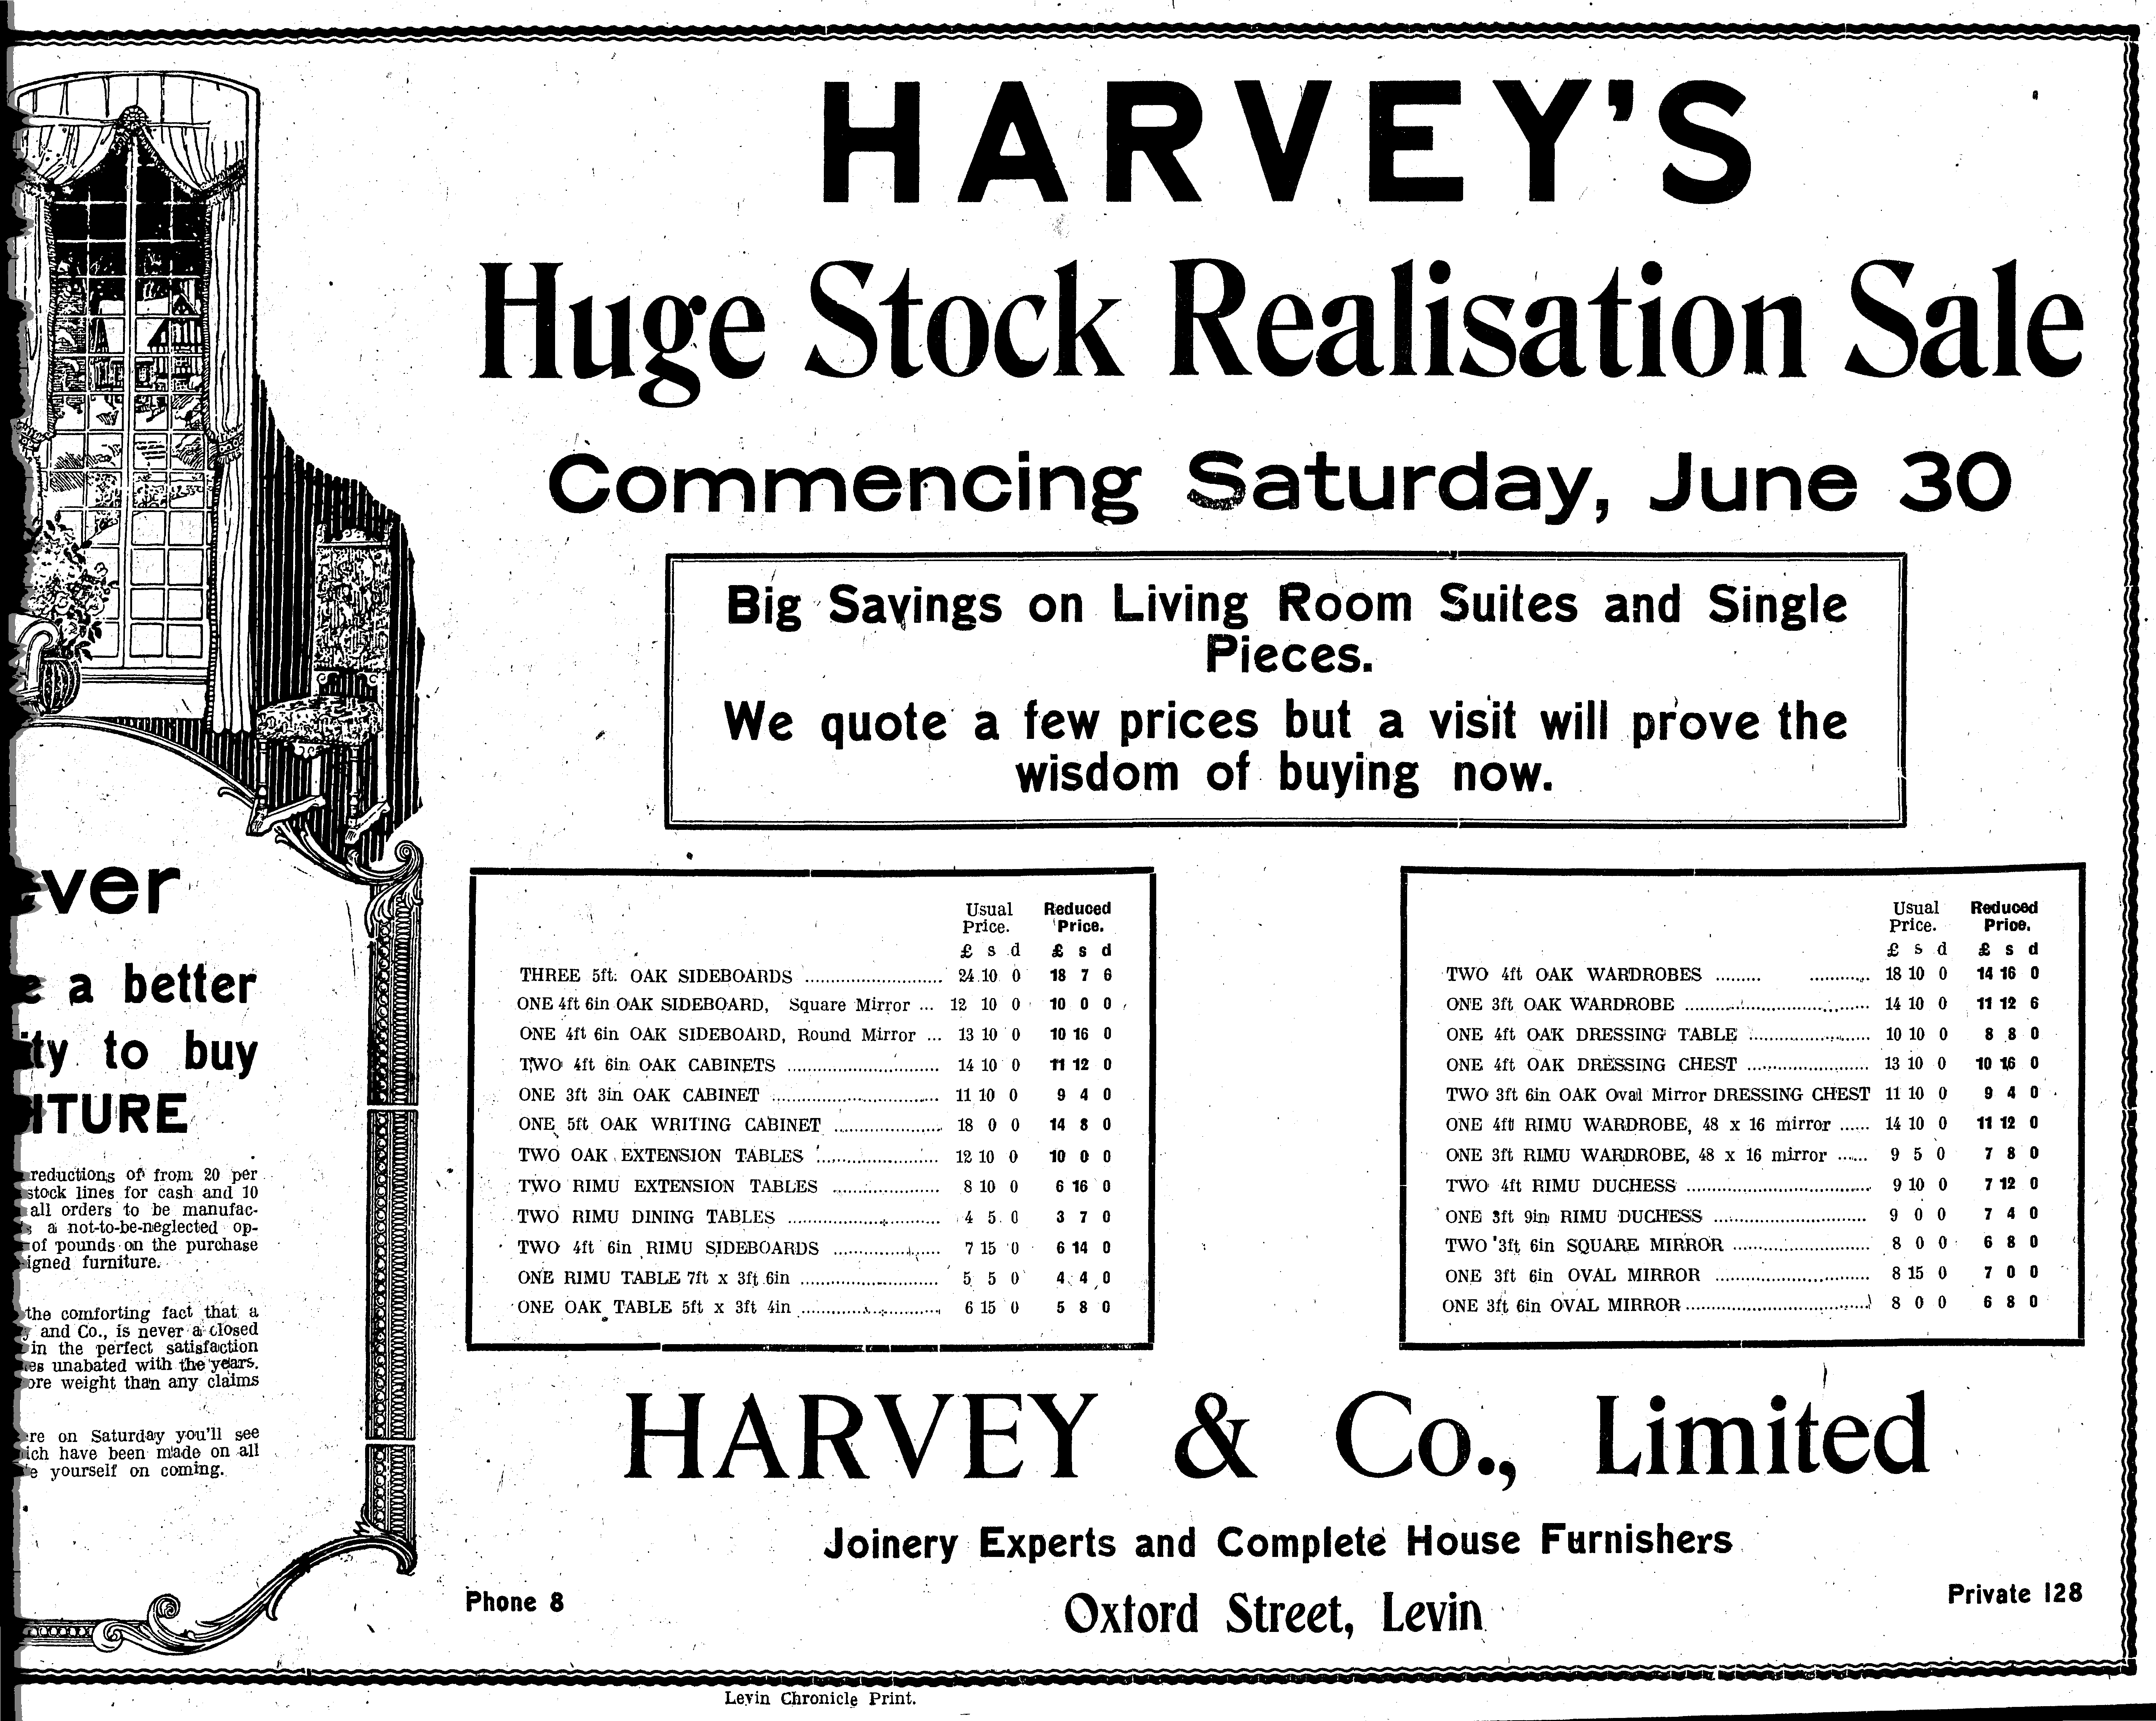 HARVEY'S
Huge Stock Realisation Sale
Commencing Saturday, June 30
Big Savings on Living Room Suites and Single
Pieces.
We quote a few prices but a visit will prove the
wisdom of buying now.
a better
to buy
reductions of from 20 per
stock lines for cash and 10
all orders to be manufac-
a not-to-be-neglected op-
of pounds on the purchase
furniture.
the comforting fact that a
and Co., is never a closed
in the perfect satisfaction
unabated with the years.
weight than any claims
on Saturday you'll see
have been made on all
yourself on coming.
Usual Reduced
Price. Price.
£ s d £ s d
THREE 5ft. OAK SIDEBOARDS ........................ 24 10 0 18 7 6
ONE 4ft 6in OAK SIDEBOARD, Square Mirror ... 12 10 0 10 0 0
ONE 4ft 6in OAK SIDEBOARD, Round Mirror ... 13 10 0 10 16 0
TWO 4ft 6in OAK CABINETS ........................ 14 10 0 11 12 0
ONE 3ft 3in OAK CABINET ........................ 11 10 0 9 4 0
ONE 5ft OAK WRITING CABINET ........................ 18 0 0 14 8 0
TWO OAK EXTENSION TABLES ........................ 12 10 0 10 0 0
TWO RIMU EXTENSION TABLES ........................ 8 10 0 6 16 0
TWO RIMU DINING TABLES ........................ 4 5 0 3 7 0
TWO 4ft 6in RIMU SIDEBOARDS ........................ 7 15 0 6 14 0
ONE RIMU TABLE 7ft x 3ft 6in ........................ 5 5 0 4 4 0
ONE OAK TABLE 5ft x 3ft 4in ........................ 6 15 0 5 8 0
Usual Reduced
Price. Price.
£ s d £ s d
TWO 4ft OAK WARDROBES ......... ............ 18 10 0 14 16 0
ONE 3ft OAK WARDROBE ........................ 14 10 0 11 12 6
ONE 4ft OAK DRESSING TABLE ........................ 10 10 0 8 8 0
ONE 4ft OAK DRESSING CHEST ........................ 13 10 0 10 16 0
TWO 3ft 6in OAK Oval Mirror DRESSING CHEST 11 10 0 9 4 0
ONE 4ft RIMU WARDROBE, 48 x 16 mirror ...... 14 10 0 11 12 0
ONE 3ft RIMU WARDROBE, 48 x 16 mirror ...... 9 5 0 7 8 0
TWO 4ft RIMU DUCHESS ........................ 9 10 0 7 12 0
ONE 3ft 9in RIMU DUCHESS ........................ 9 0 0 7 4 0
TWO 3ft 6in SQUARE MIRROR ........................ 8 0 0 6 8 0
ONE 3ft 6in OVAL MIRROR ........................ 8 15 0 7 0 0
ONE 3ft 6in OVAL MIRROR ........................ 8 0 0 6 8 0
HARVEY & Co., Limited
Joinery Experts and Complete House Furnishers
Phone 8
Oxford Street, Levin
Private 128
Levin Chronicle Print.